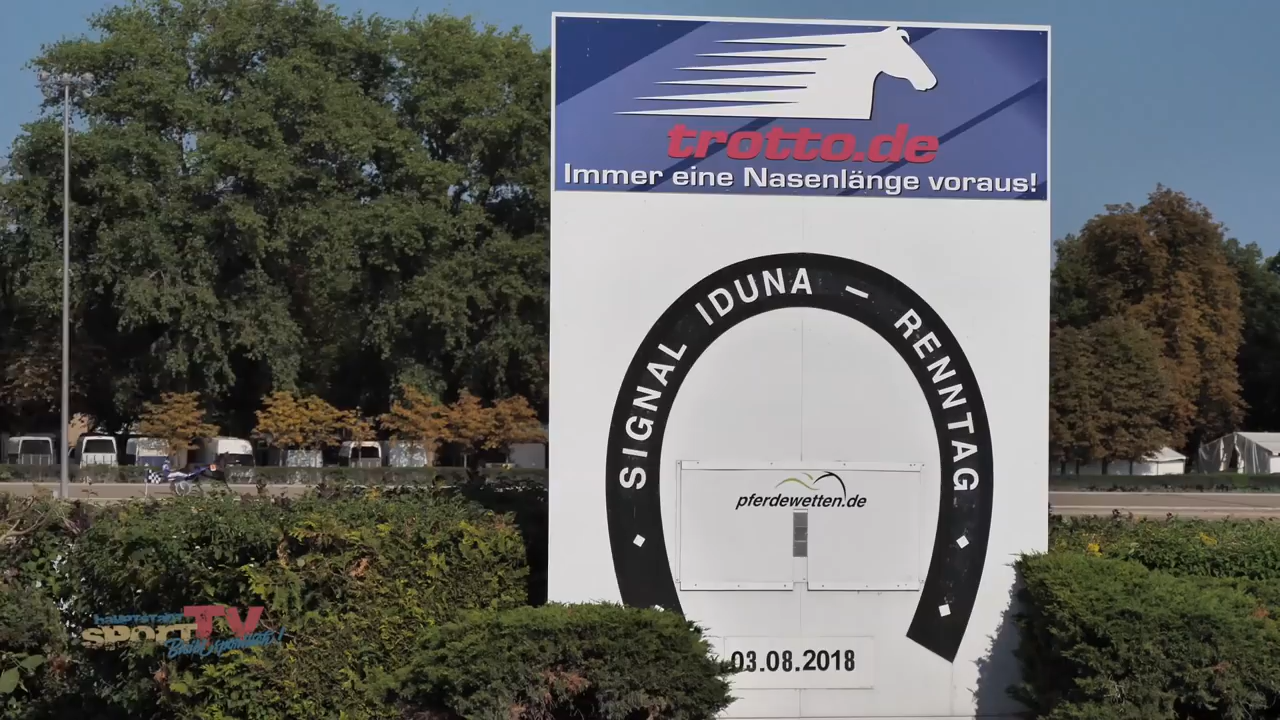 trotto.de
Immer eine Nasenlänge voraus!
SIGNAL IDUNA – RENNTAG
pferdewetten.de
03.08.2018
SPORT TV